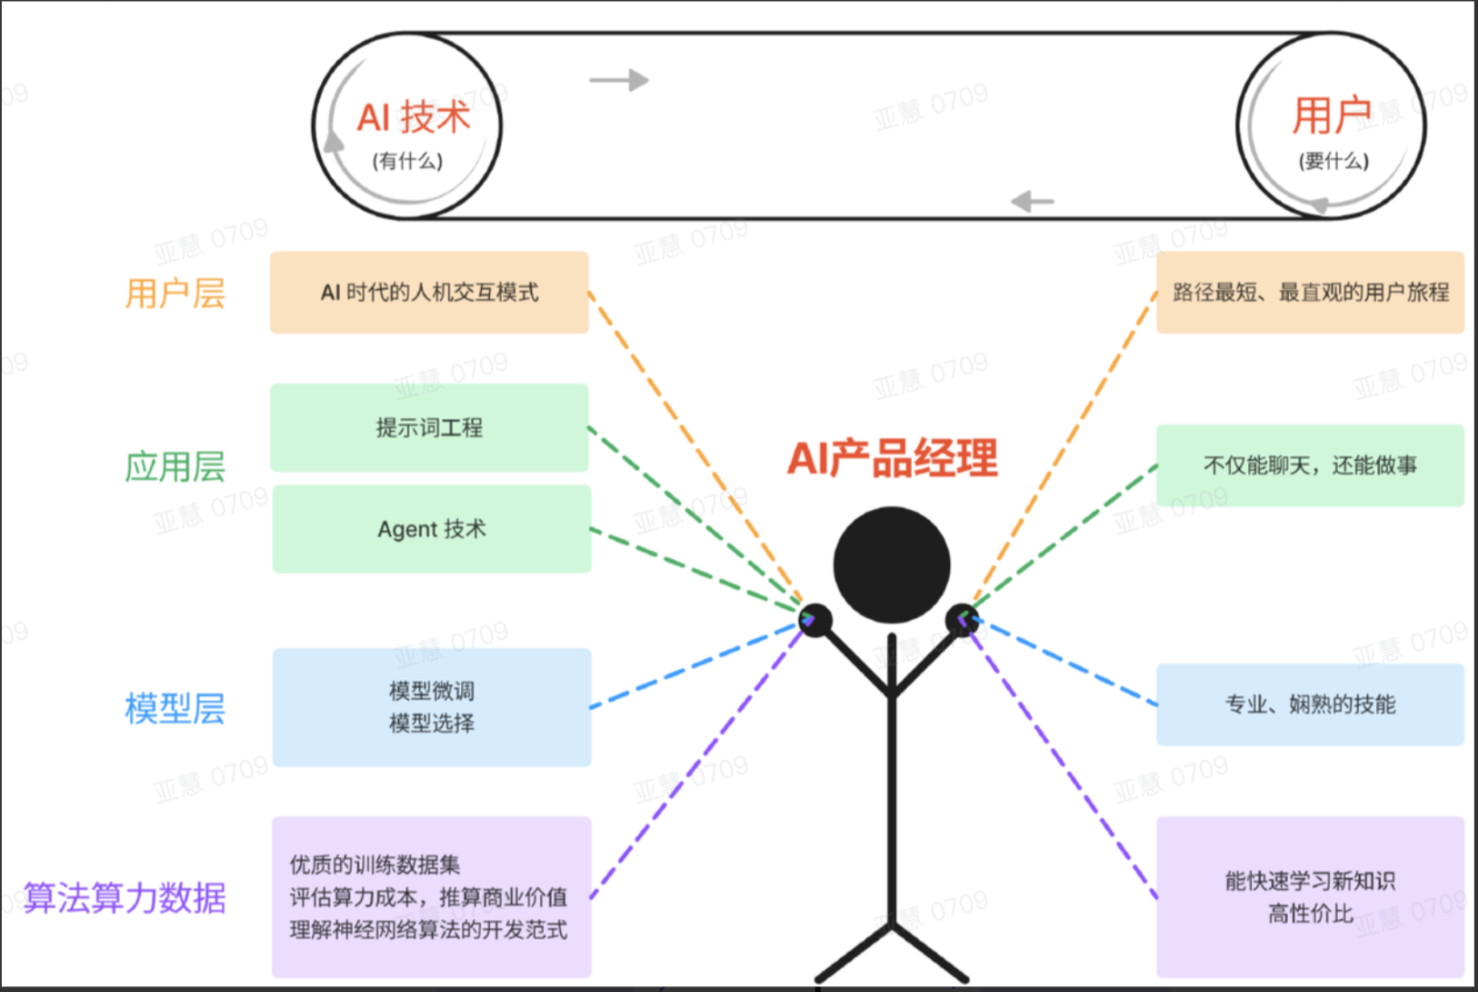 AI 技术
(有什么)
用户
(要什么)
用户层
AI 时代的人机交互模式
路径最短、最直观的用户旅程
应用层
提示词工程
Agent 技术
AI产品经理
不仅能聊天，还能做事
模型层
模型微调
模型选择
专业、娴熟的技能
算法算力数据
优质的训练数据集
评估算力成本，推算商业价值
理解神经网络算法的开发范式
能快速学习新知识
高性价比
亚慧 0709